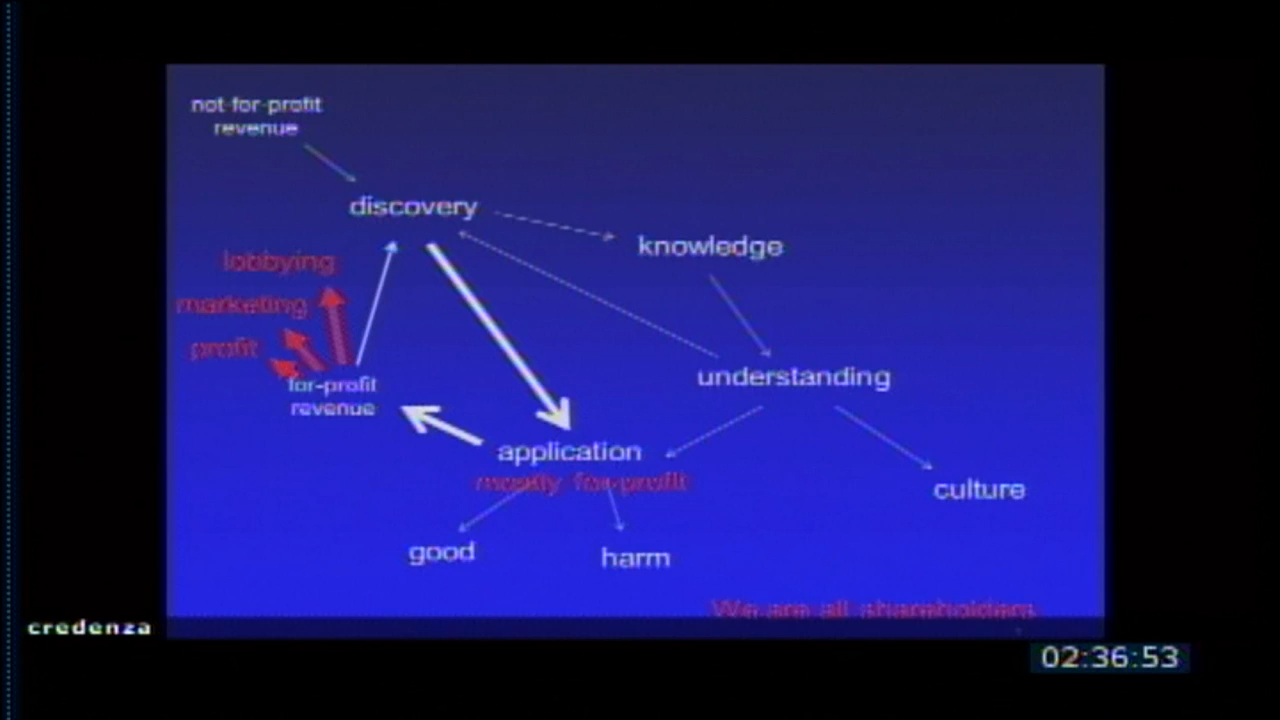 not-for-profit
revenue
discovery
knowledge
lobbying
marketing
profit
for-profit
revenue
understanding
application
mostly for-profit
culture
good
harm
We are all shareholders
credenza
02:36:53